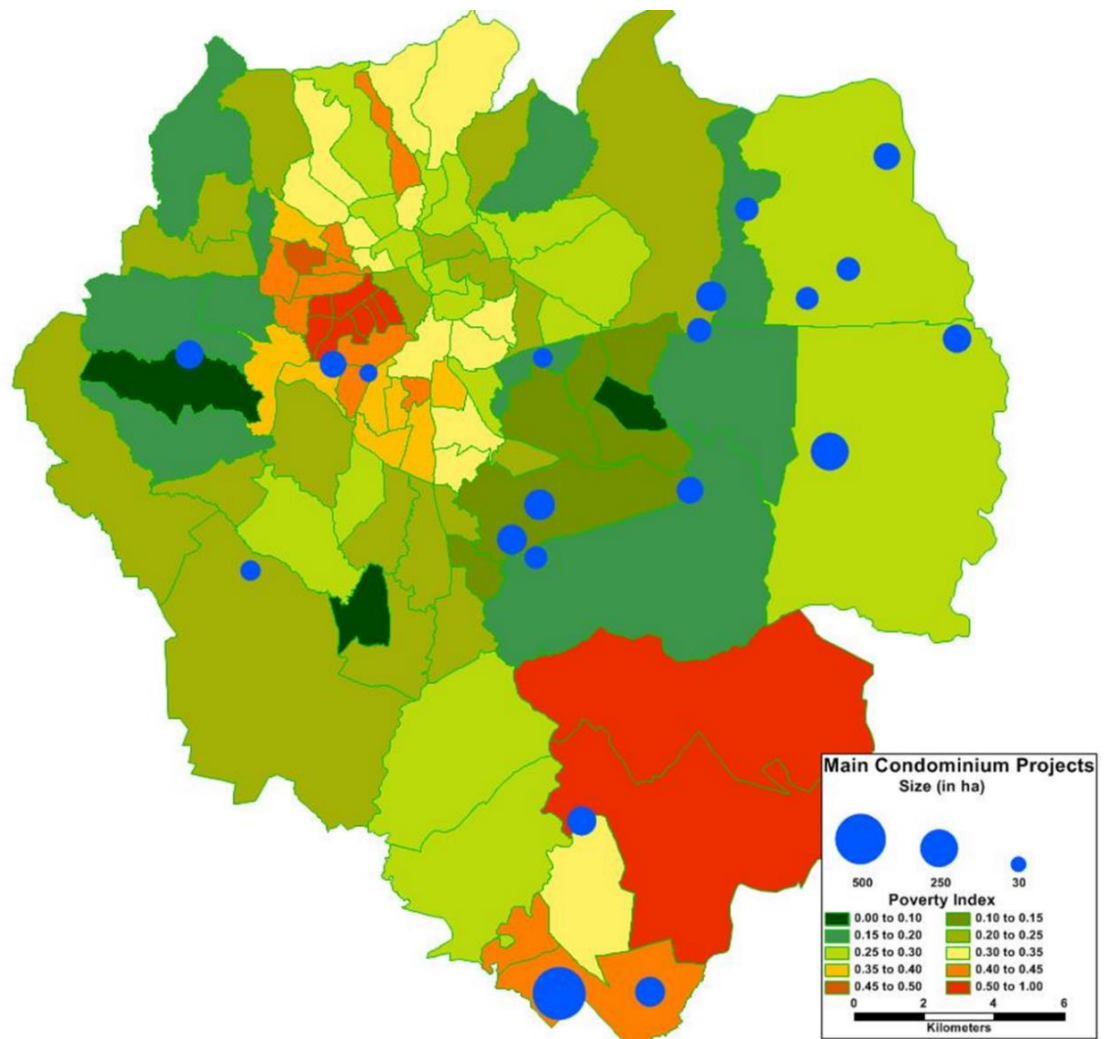 Main Condominium Projects
Size (in ha)
500 250 30
Poverty Index
0.00 to 0.10 0.10 to 0.15
0.15 to 0.20 0.20 to 0.25
0.25 to 0.30 0.30 to 0.35
0.35 to 0.40 0.40 to 0.45
0.45 to 0.50 0.50 to 1.00
0 2 4 6
Kilometers